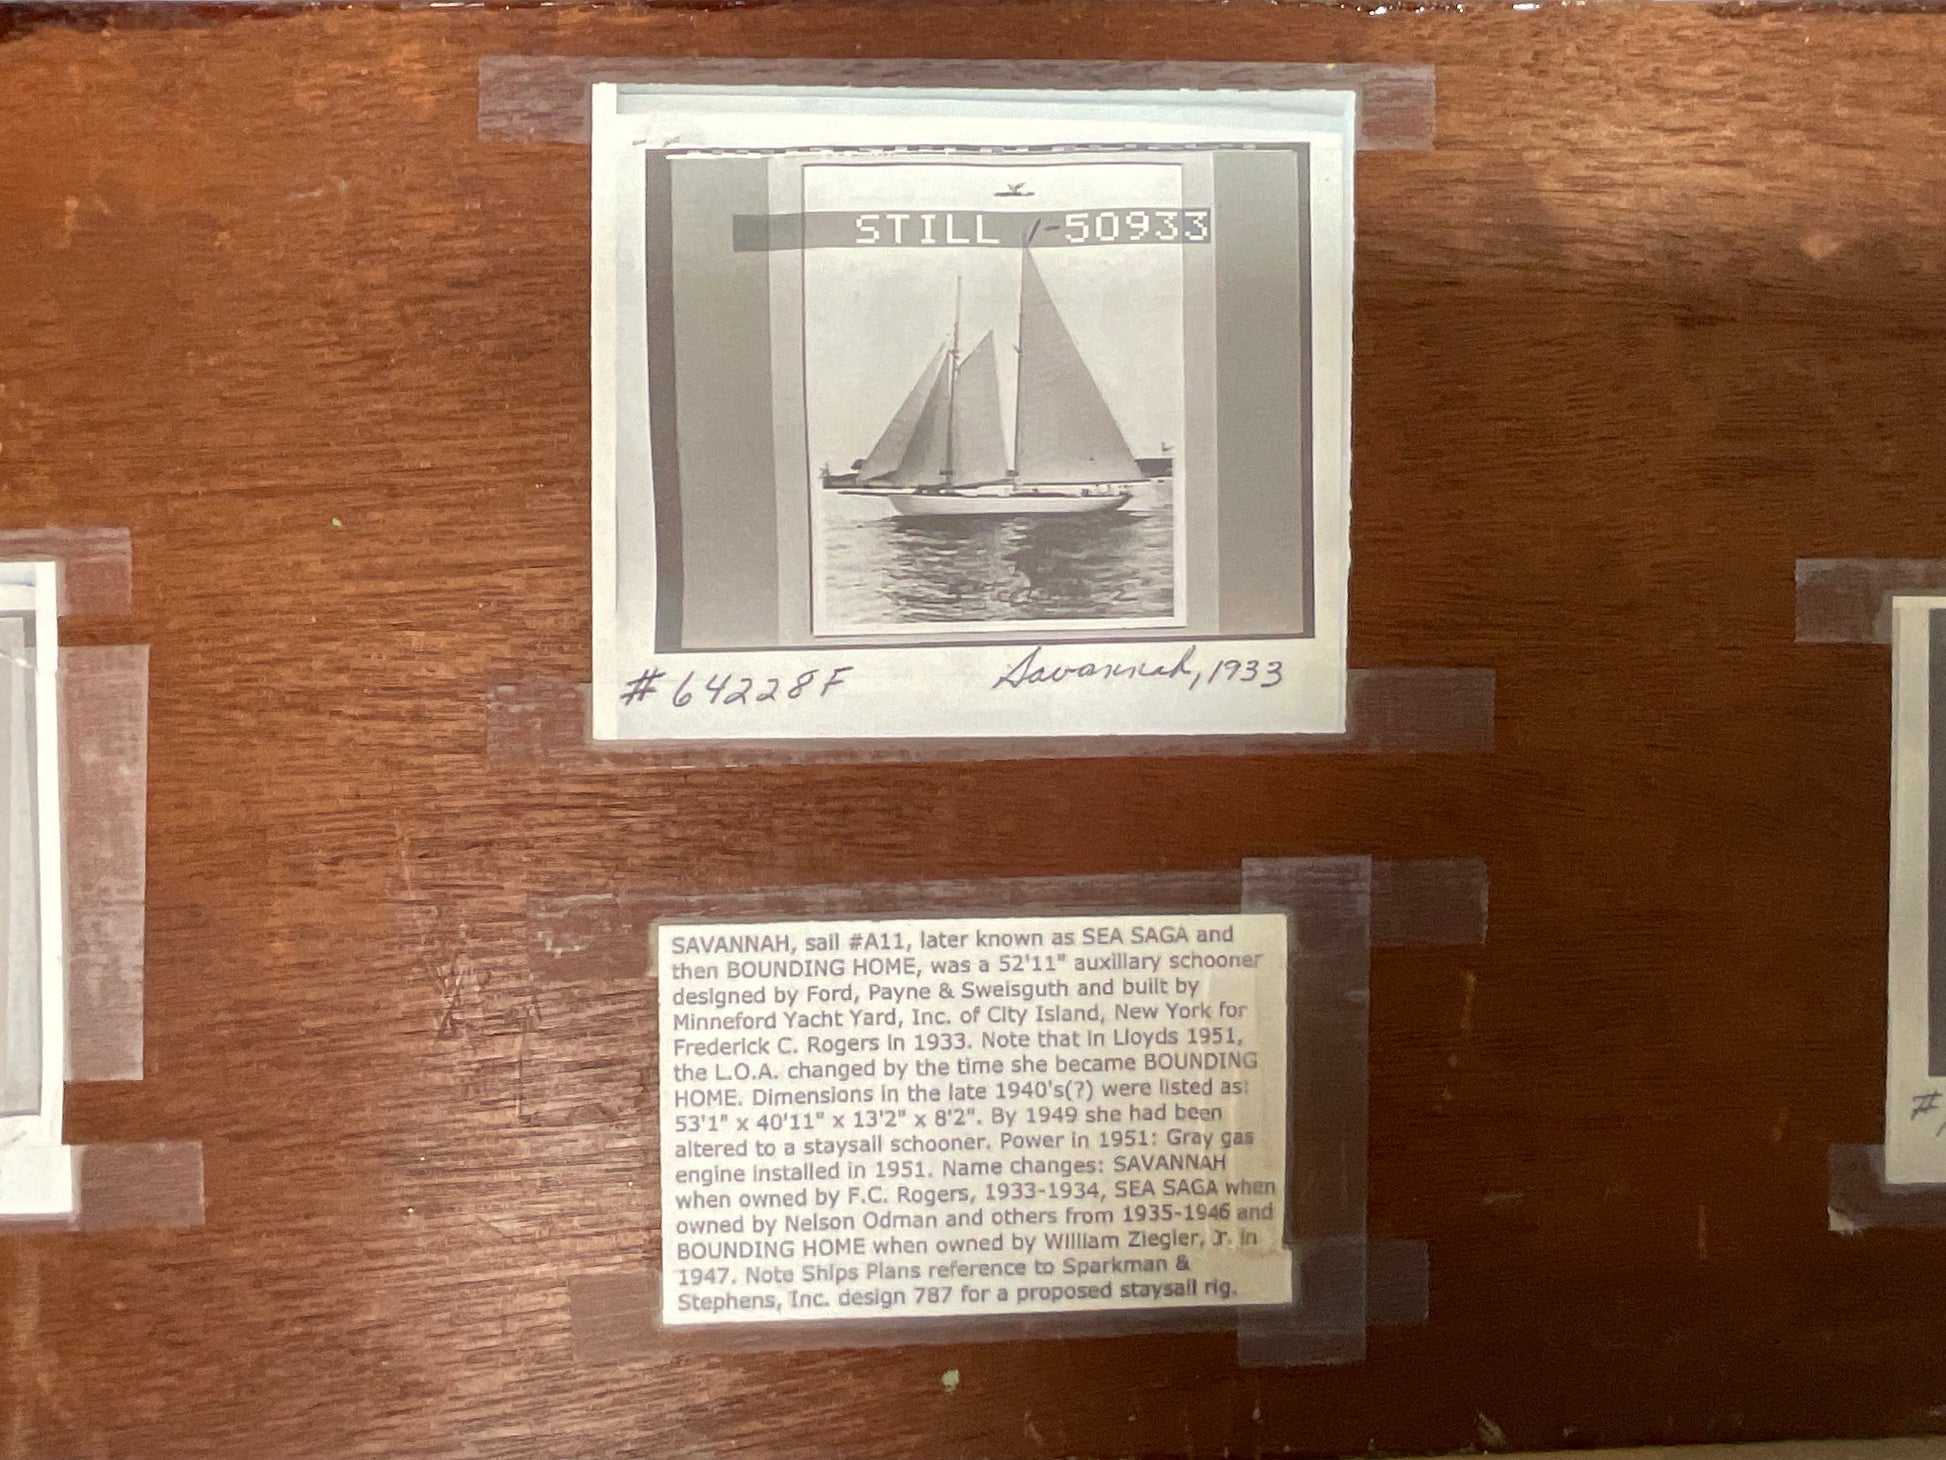 STILL 1-50933
#64228F
Savannah, 1933
SAVANNAH, sail #A11, later known as SEA SAGA and
then BOUNDING HOME, was a 52'11" auxillary schooner
designed by Ford, Payne & Sweisguth and built by
Minneford Yacht Yard, Inc. of City Island, New York for
Frederick C. Rogers in 1933. Note that in Lloyds 1951,
the L.O.A. changed by the time she became BOUNDING
HOME. Dimensions in the late 1940's(?) were listed as:
53'1" x 40'11" x 13'2" x 8'2". By 1949 she had been
altered to a staysail schooner. Power in 1951: Gray gas
engine installed in 1951. Name changes: SAVANNAH
when owned by F.C. Rogers, 1933-1934, SEA SAGA when
owned by Nelson Odman and others from 1935-1946 and
BOUNDING HOME when owned by William Ziegler, Jr. in
1947. Note Ships Plans reference to Sparkman &
Stephens, Inc. design 787 for a proposed staysail rig.
#